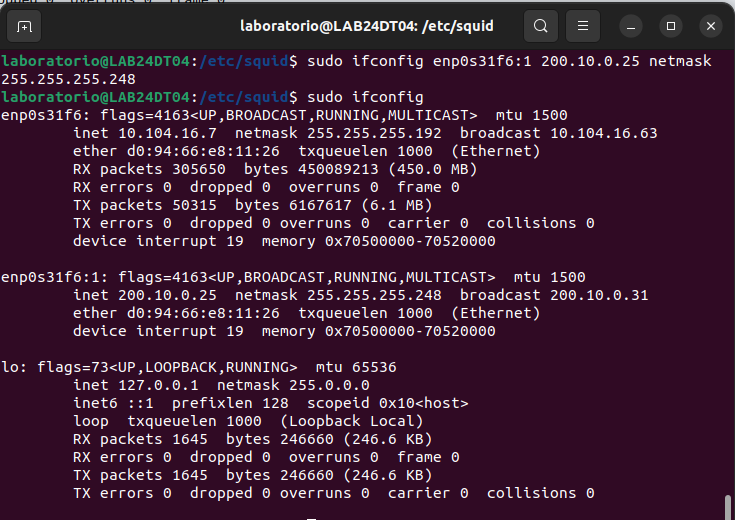 laboratorio@LAB24DT04: /etc/squid
laboratorio@LAB24DT04:/etc/squid$ sudo ifconfig enp0s31f6:1 200.10.0.25 netmask
255.255.255.248
laboratorio@LAB24DT04:/etc/squid$ sudo ifconfig
enp0s31f6: flags=4163<UP,BROADCAST,RUNNING,MULTICAST>  mtu 1500
        inet 10.104.16.7  netmask 255.255.255.192  broadcast 10.104.16.63
        ether d0:94:66:e8:11:26  txqueuelen 1000  (Ethernet)
        RX packets 305650  bytes 450089213 (450.0 MB)
        RX errors 0  dropped 0  overruns 0  frame 0
        TX packets 50315  bytes 6167617 (6.1 MB)
        TX errors 0  dropped 0 overruns 0  carrier 0  collisions 0
        device interrupt 19  memory 0x70500000-70520000

enp0s31f6:1: flags=4163<UP,BROADCAST,RUNNING,MULTICAST>  mtu 1500
        inet 200.10.0.25  netmask 255.255.255.248  broadcast 200.10.0.31
        ether d0:94:66:e8:11:26  txqueuelen 1000  (Ethernet)
        device interrupt 19  memory 0x70500000-70520000

lo: flags=73<UP,LOOPBACK,RUNNING>  mtu 65536
        inet 127.0.0.1  netmask 255.0.0.0
        inet6 ::1  prefixlen 128  scopeid 0x10<host>
        loop  txqueuelen 1000  (Loopback Local)
        RX packets 1645  bytes 246660 (246.6 KB)
        RX errors 0  dropped 0  overruns 0  frame 0
        TX packets 1645  bytes 246660 (246.6 KB)
        TX errors 0  dropped 0 overruns 0  carrier 0  collisions 0